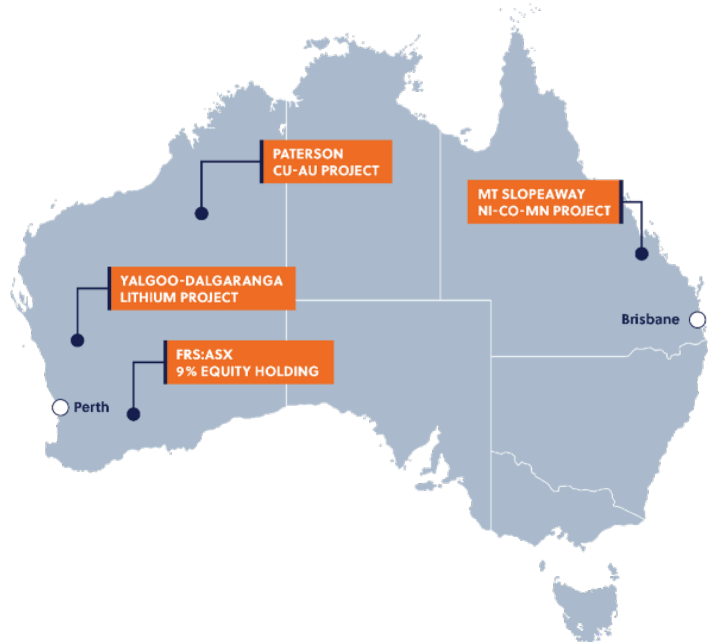 PATERSON
CU-AU PROJECT
MT SLOPEAWAY
NI-CO-MN PROJECT
YALGOO-DALGARANGA
LITHIUM PROJECT
Brisbane
FRS:ASX
9% EQUITY HOLDING
Perth